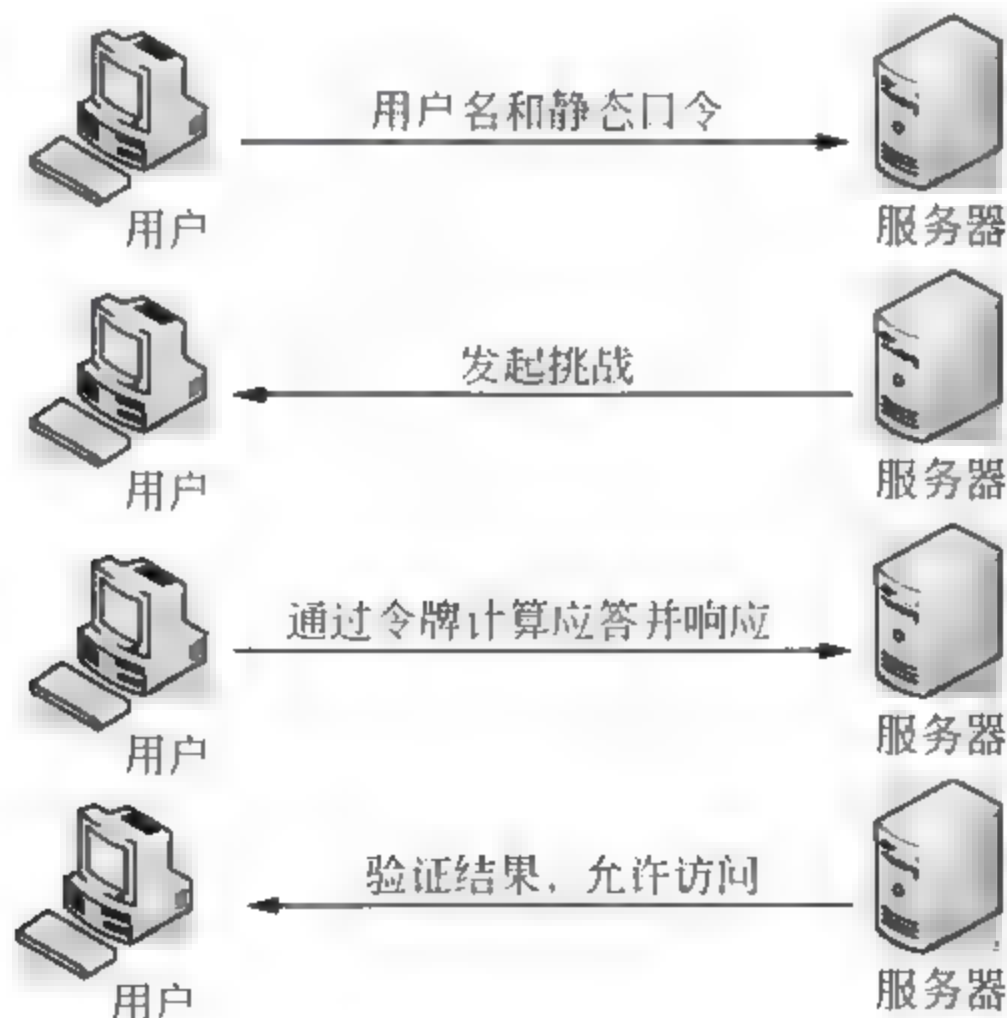 用户名和静态口令
用户
服务器
发起挑战
用户
服务器
通过令牌计算应答并响应
用户
服务器
验证结果，允许访问
用户
服务器